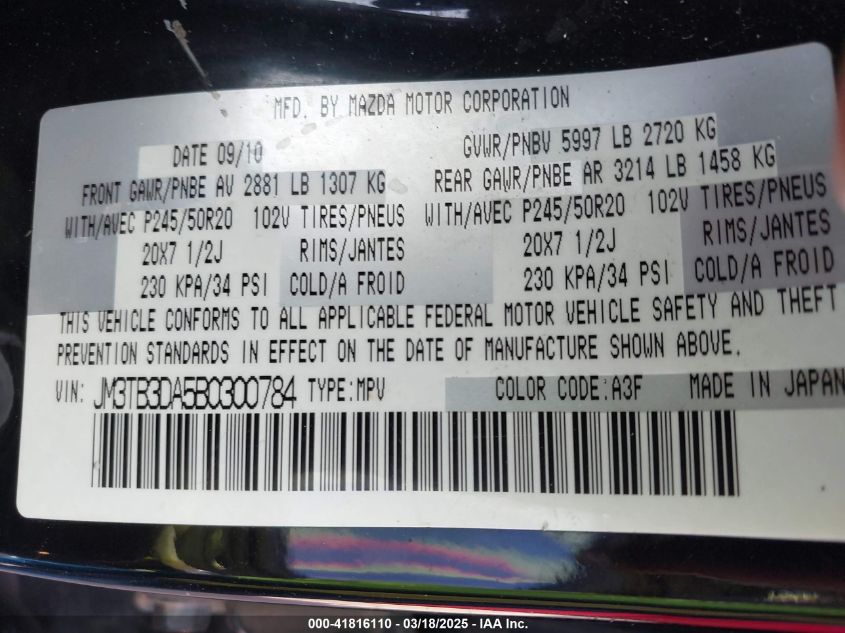 MFD. BY MAZDA MOTOR CORPORATION
DATE 09/10 GVWR/PNBV 5997 LB 2720 KG
FRONT GAWR/PNBE AV 2881 LB 1307 KG REAR GAWR/PNBE AR 3214 LB 1458 KG
WITH/AVEC P245/50R20 102V TIRES/PNEUS WITH/AVEC P245/50R20 102V TIRES/PNEUS
20X7 1/2J RIMS/JANTES 20X7 1/2J RIMS/JANTES
230 KPA/34 PSI COLD/A FROID 230 KPA/34 PSI COLD/A FROID
THIS VEHICLE CONFORMS TO ALL APPLICABLE FEDERAL MOTOR VEHICLE SAFETY AND THEFT
PREVENTION STANDARDS IN EFFECT ON THE DATE OF MANUFACTURE SHOWN ABOVE.
VIN: JM3TB3DA5B0300784 TYPE:MPV COLOR CODE:A3F MADE IN JAPAN
000-41816110 — 03/18/2025 — IAA Inc.